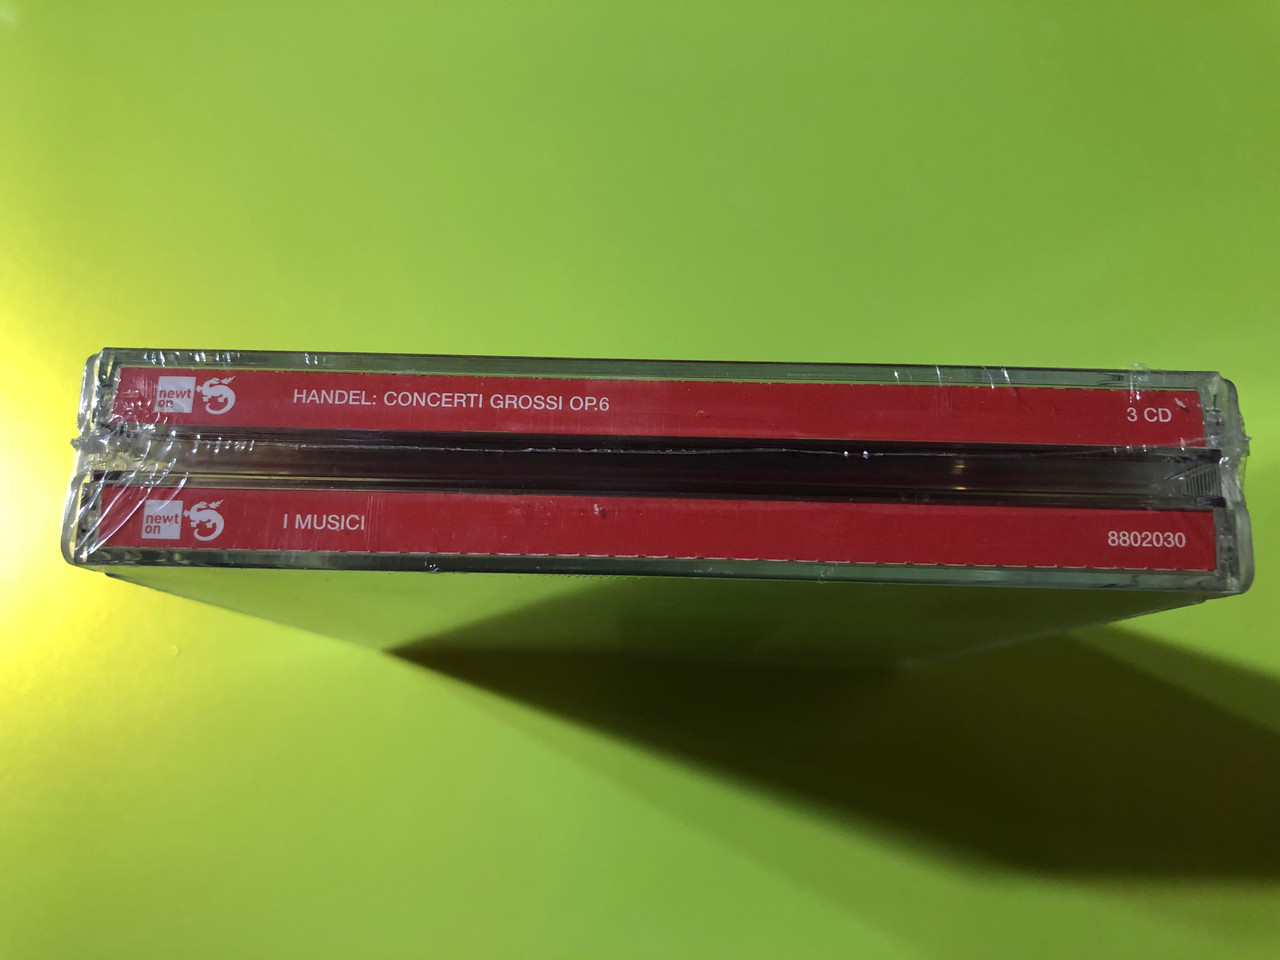 newt
on
HANDEL: CONCERTI GROSSI OP.6
3 CD
newt
on
I MUSICI
8802030